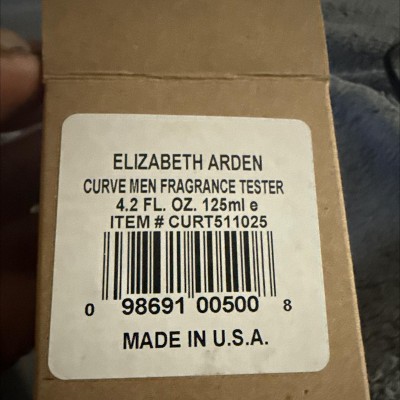 ELIZABETH ARDEN
CURVE MEN FRAGRANCE TESTER
4.2 FL. OZ. 125ml e
ITEM # CURT511025
0 98691 00500 8
MADE IN U.S.A.